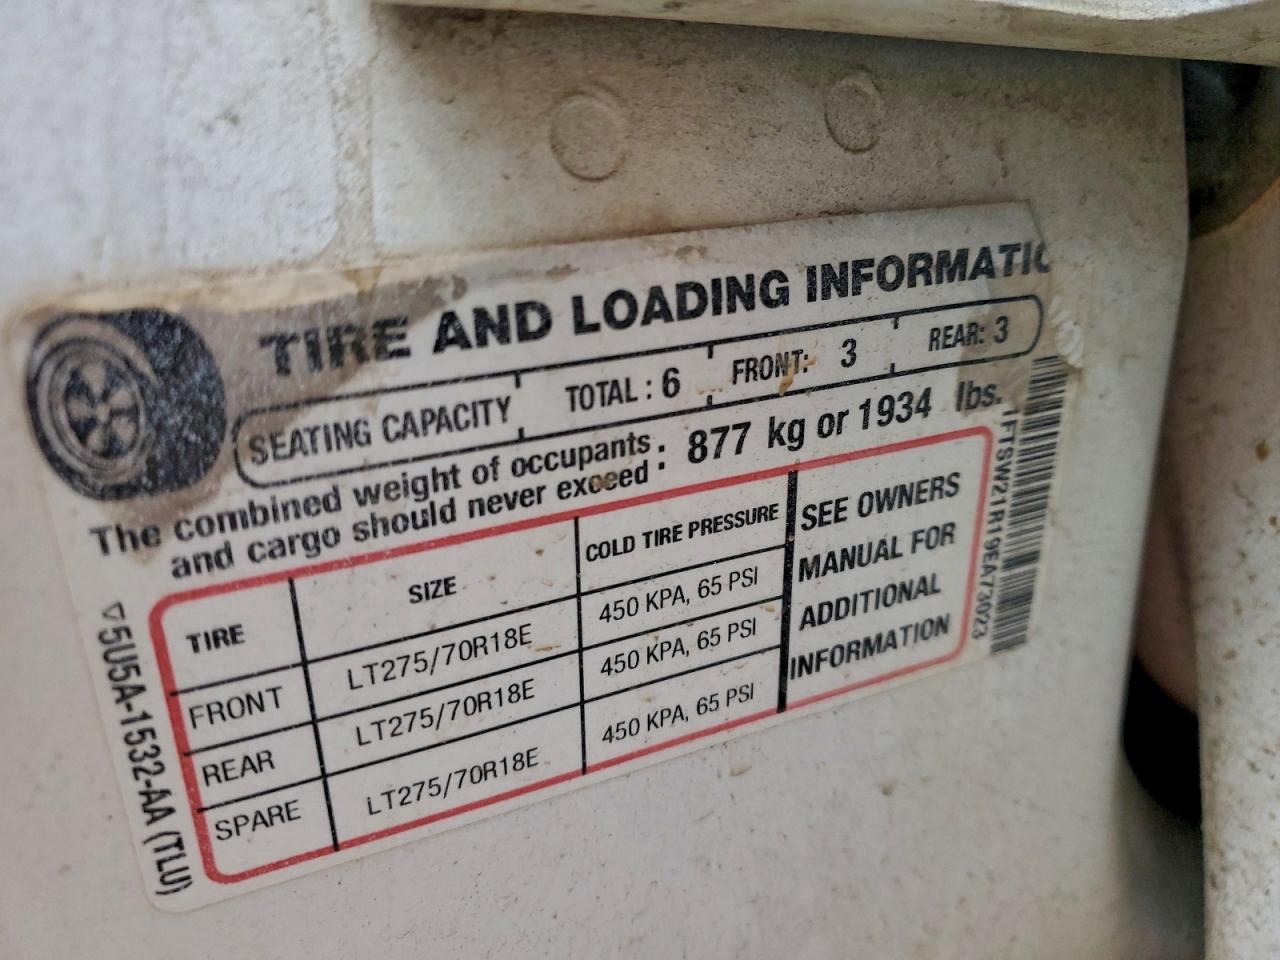 TIRE AND LOADING INFORMATIO
SEATING CAPACITY TOTAL : 6 FRONT: 3 REAR: 3
The combined weight of occupants
and cargo should never exceed : 877 kg or 1934 lbs.
TIRE SIZE COLD TIRE PRESSURE
FRONT LT275/70R18E 450 KPA, 65 PSI
REAR LT275/70R18E 450 KPA, 65 PSI
SPARE LT275/70R18E 450 KPA, 65 PSI
SEE OWNERS
MANUAL FOR
ADDITIONAL
INFORMATION
5U5A-1532-AA (TLU)
1FTSW21R19EA73023